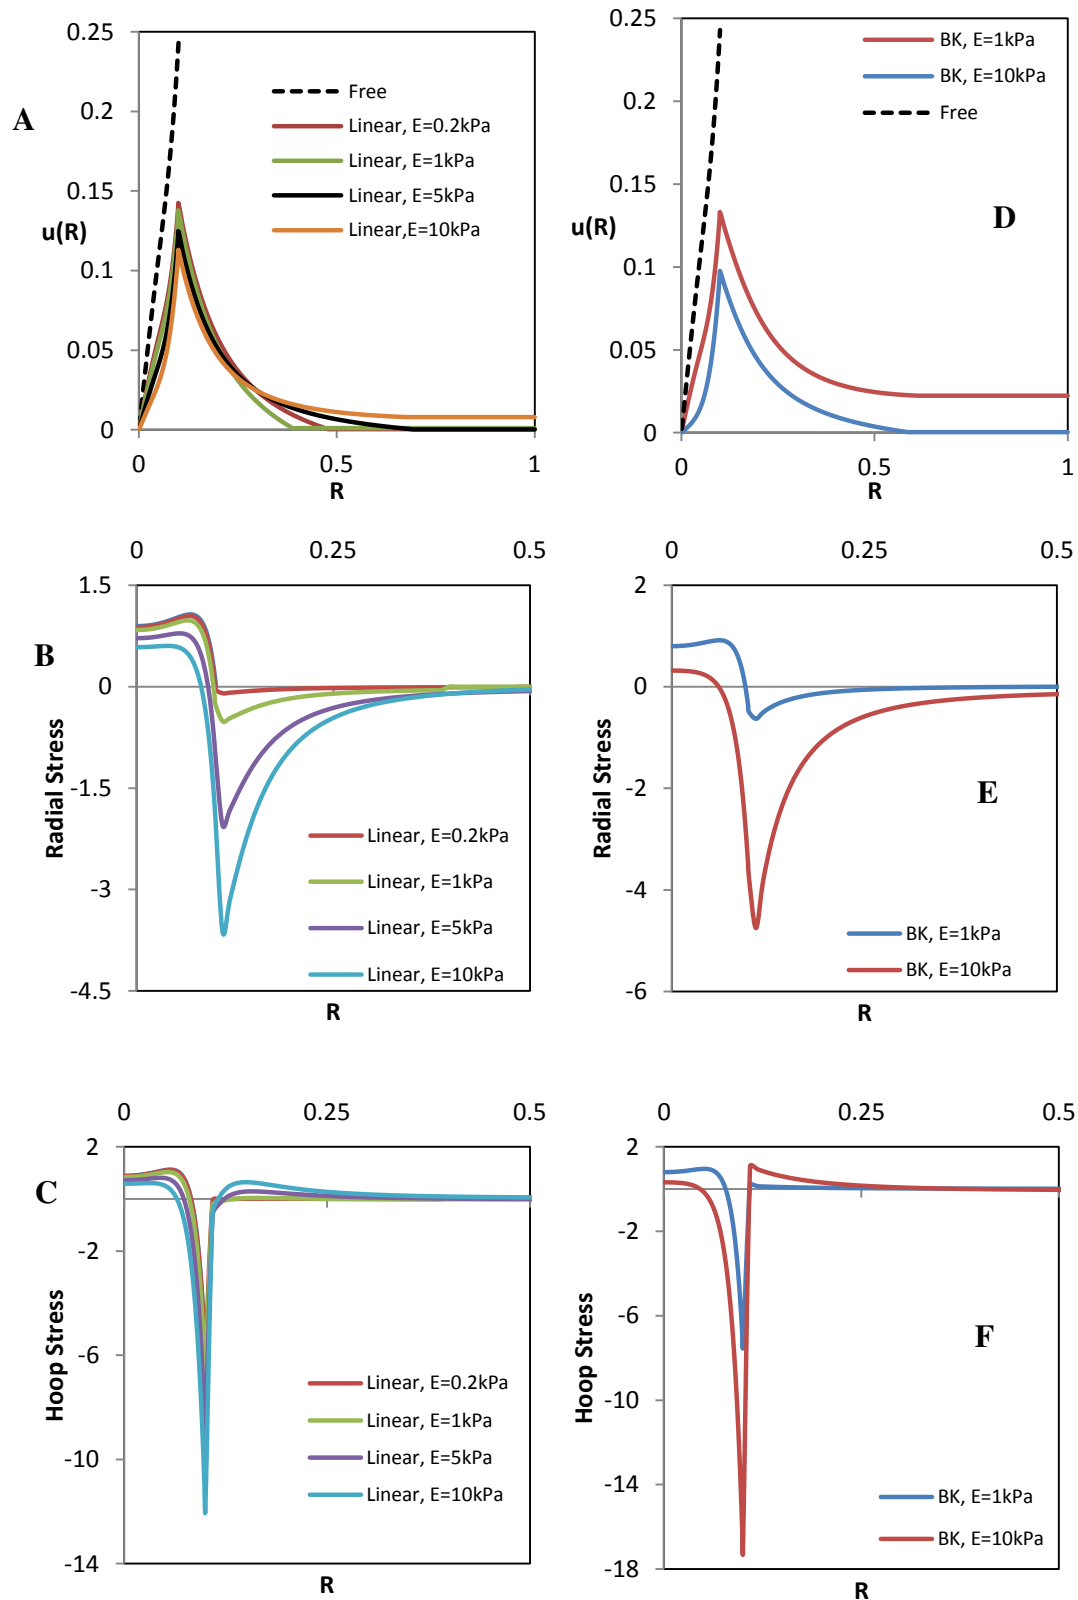 A
0.25
0.2
0.15
u(R)
0.1
0.05
0
0
0.5
1
R
Free
Linear, E=0.2kPa
Linear, E=1kPa
Linear, E=5kPa
Linear,E=10kPa
D
0.25
0.2
0.15
u(R)
0.1
0.05
0
0
0.5
1
R
BK, E=1kPa
BK, E=10kPa
Free
B
0
0.25
0.5
1.5
0
-1.5
-3
-4.5
Radial Stress
R
Linear, E=0.2kPa
Linear, E=1kPa
Linear, E=5kPa
Linear, E=10kPa
E
0
0.25
0.5
2
0
-2
-4
-6
Radial Stress
R
BK, E=1kPa
BK, E=10kPa
C
0
0.25
0.5
2
-2
-6
-10
-14
Hoop Stress
R
Linear, E=0.2kPa
Linear, E=1kPa
Linear, E=5kPa
Linear, E=10kPa
F
0
0.25
0.5
2
-2
-6
-10
-14
-18
Hoop Stress
R
BK, E=1kPa
BK, E=10kPa